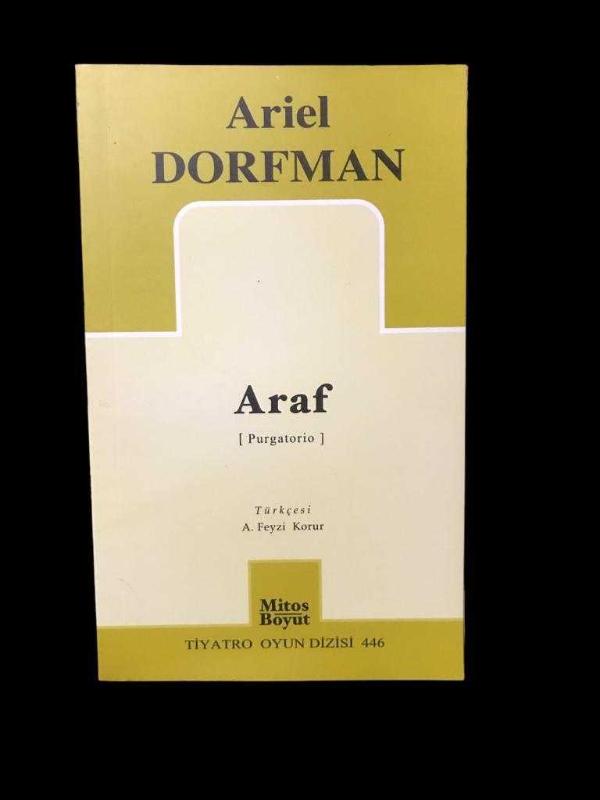 Ariel
DORFMAN
Araf
[ Purgatorio ]
Türkçesi
A. Feyzi Korur
Mitos
Boyut
TİYATRO OYUN DİZİSİ 446